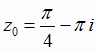 z₀ = π/4 − πi